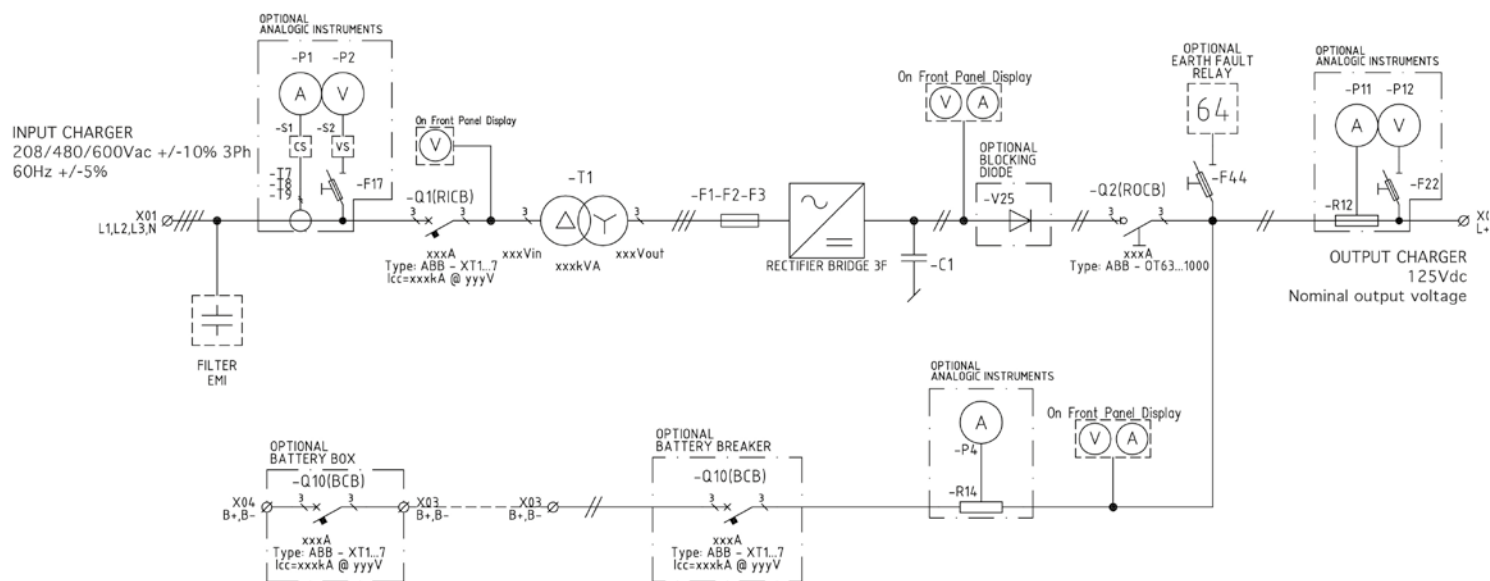 OPTIONAL
ANALOGIC INSTRUMENTS
-P1
-P2
A
V
-S1
-S2
CS
VS
-T7
-T8
-T9
-F17
INPUT CHARGER
208/480/600Vac +/-10% 3Ph
60Hz +/-5%
X01
L1,L2,L3,N
FILTER
EMI
On Front Panel Display
V
-Q1(RICB)
3
3
xxxA
Type: ABB - XT1...7
Icc=xxxkA @ yyyV
-T1
3
3
xxxVin
xxxkVA
xxxVout
-F1-F2-F3
RECTIFIER BRIDGE 3F
-C1
On Front Panel Display
V
A
OPTIONAL
BLOCKING
DIODE
-V25
-Q2(ROCB)
3
3
xxxA
Type: ABB - OT63...1000
OPTIONAL
EARTH FAULT
RELAY
64
-F44
OPTIONAL
ANALOGIC INSTRUMENTS
-P11
-P12
A
V
-F22
-R12
X0
L+
OUTPUT CHARGER
125Vdc
Nominal output voltage
OPTIONAL
BATTERY BOX
-Q10(BCB)
X04
B+,B-
3
3
X03
B+,B-
X03
B+,B-
xxxA
Type: ABB - XT1...7
Icc=xxxkA @ yyyV
OPTIONAL
BATTERY BREAKER
-Q10(BCB)
3
3
xxxA
Type: ABB - XT1...7
Icc=xxxkA @ yyyV
OPTIONAL
ANALOGIC INSTRUMENTS
A
-P4
-R14
On Front Panel Display
V
A